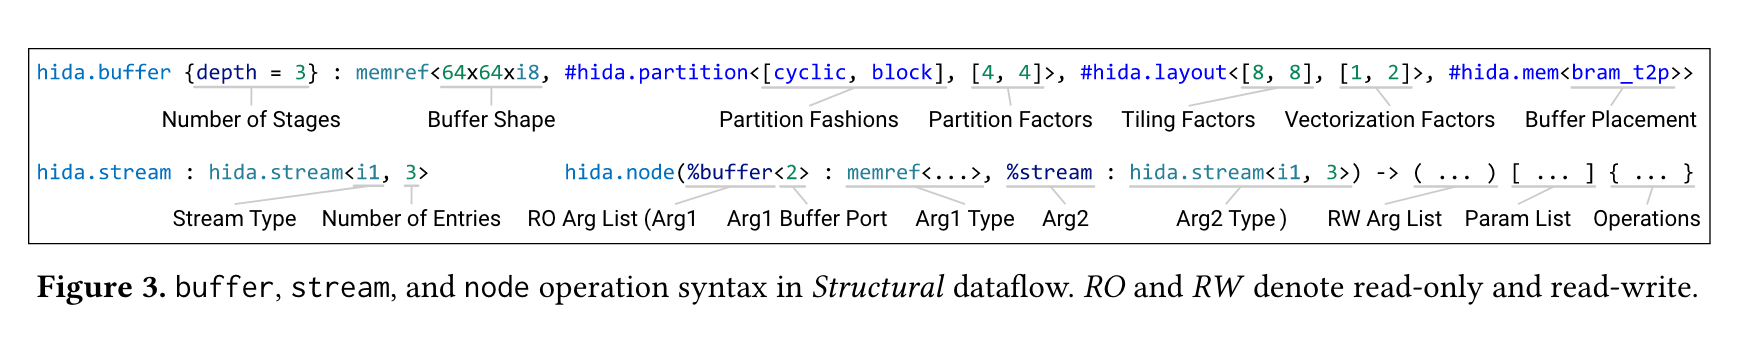 hida.buffer {depth = 3} : memref<64x64xi8, #hida.partition<[cyclic, block], [4, 4]>, #hida.layout<[8, 8], [1, 2]>, #hida.mem<bram_t2p>>
Number of Stages Buffer Shape Partition Fashions Partition Factors Tiling Factors Vectorization Factors Buffer Placement
hida.stream : hida.stream<i1, 3> hida.node(%buffer<2> : memref<...>, %stream : hida.stream<i1, 3>) -> ( ... ) [ ... ] { ... }
Stream Type Number of Entries RO Arg List (Arg1 Arg1 Buffer Port Arg1 Type Arg2 Arg2 Type ) RW Arg List Param List Operations
Figure 3. buffer, stream, and node operation syntax in Structural dataflow. RO and RW denote read-only and read-write.